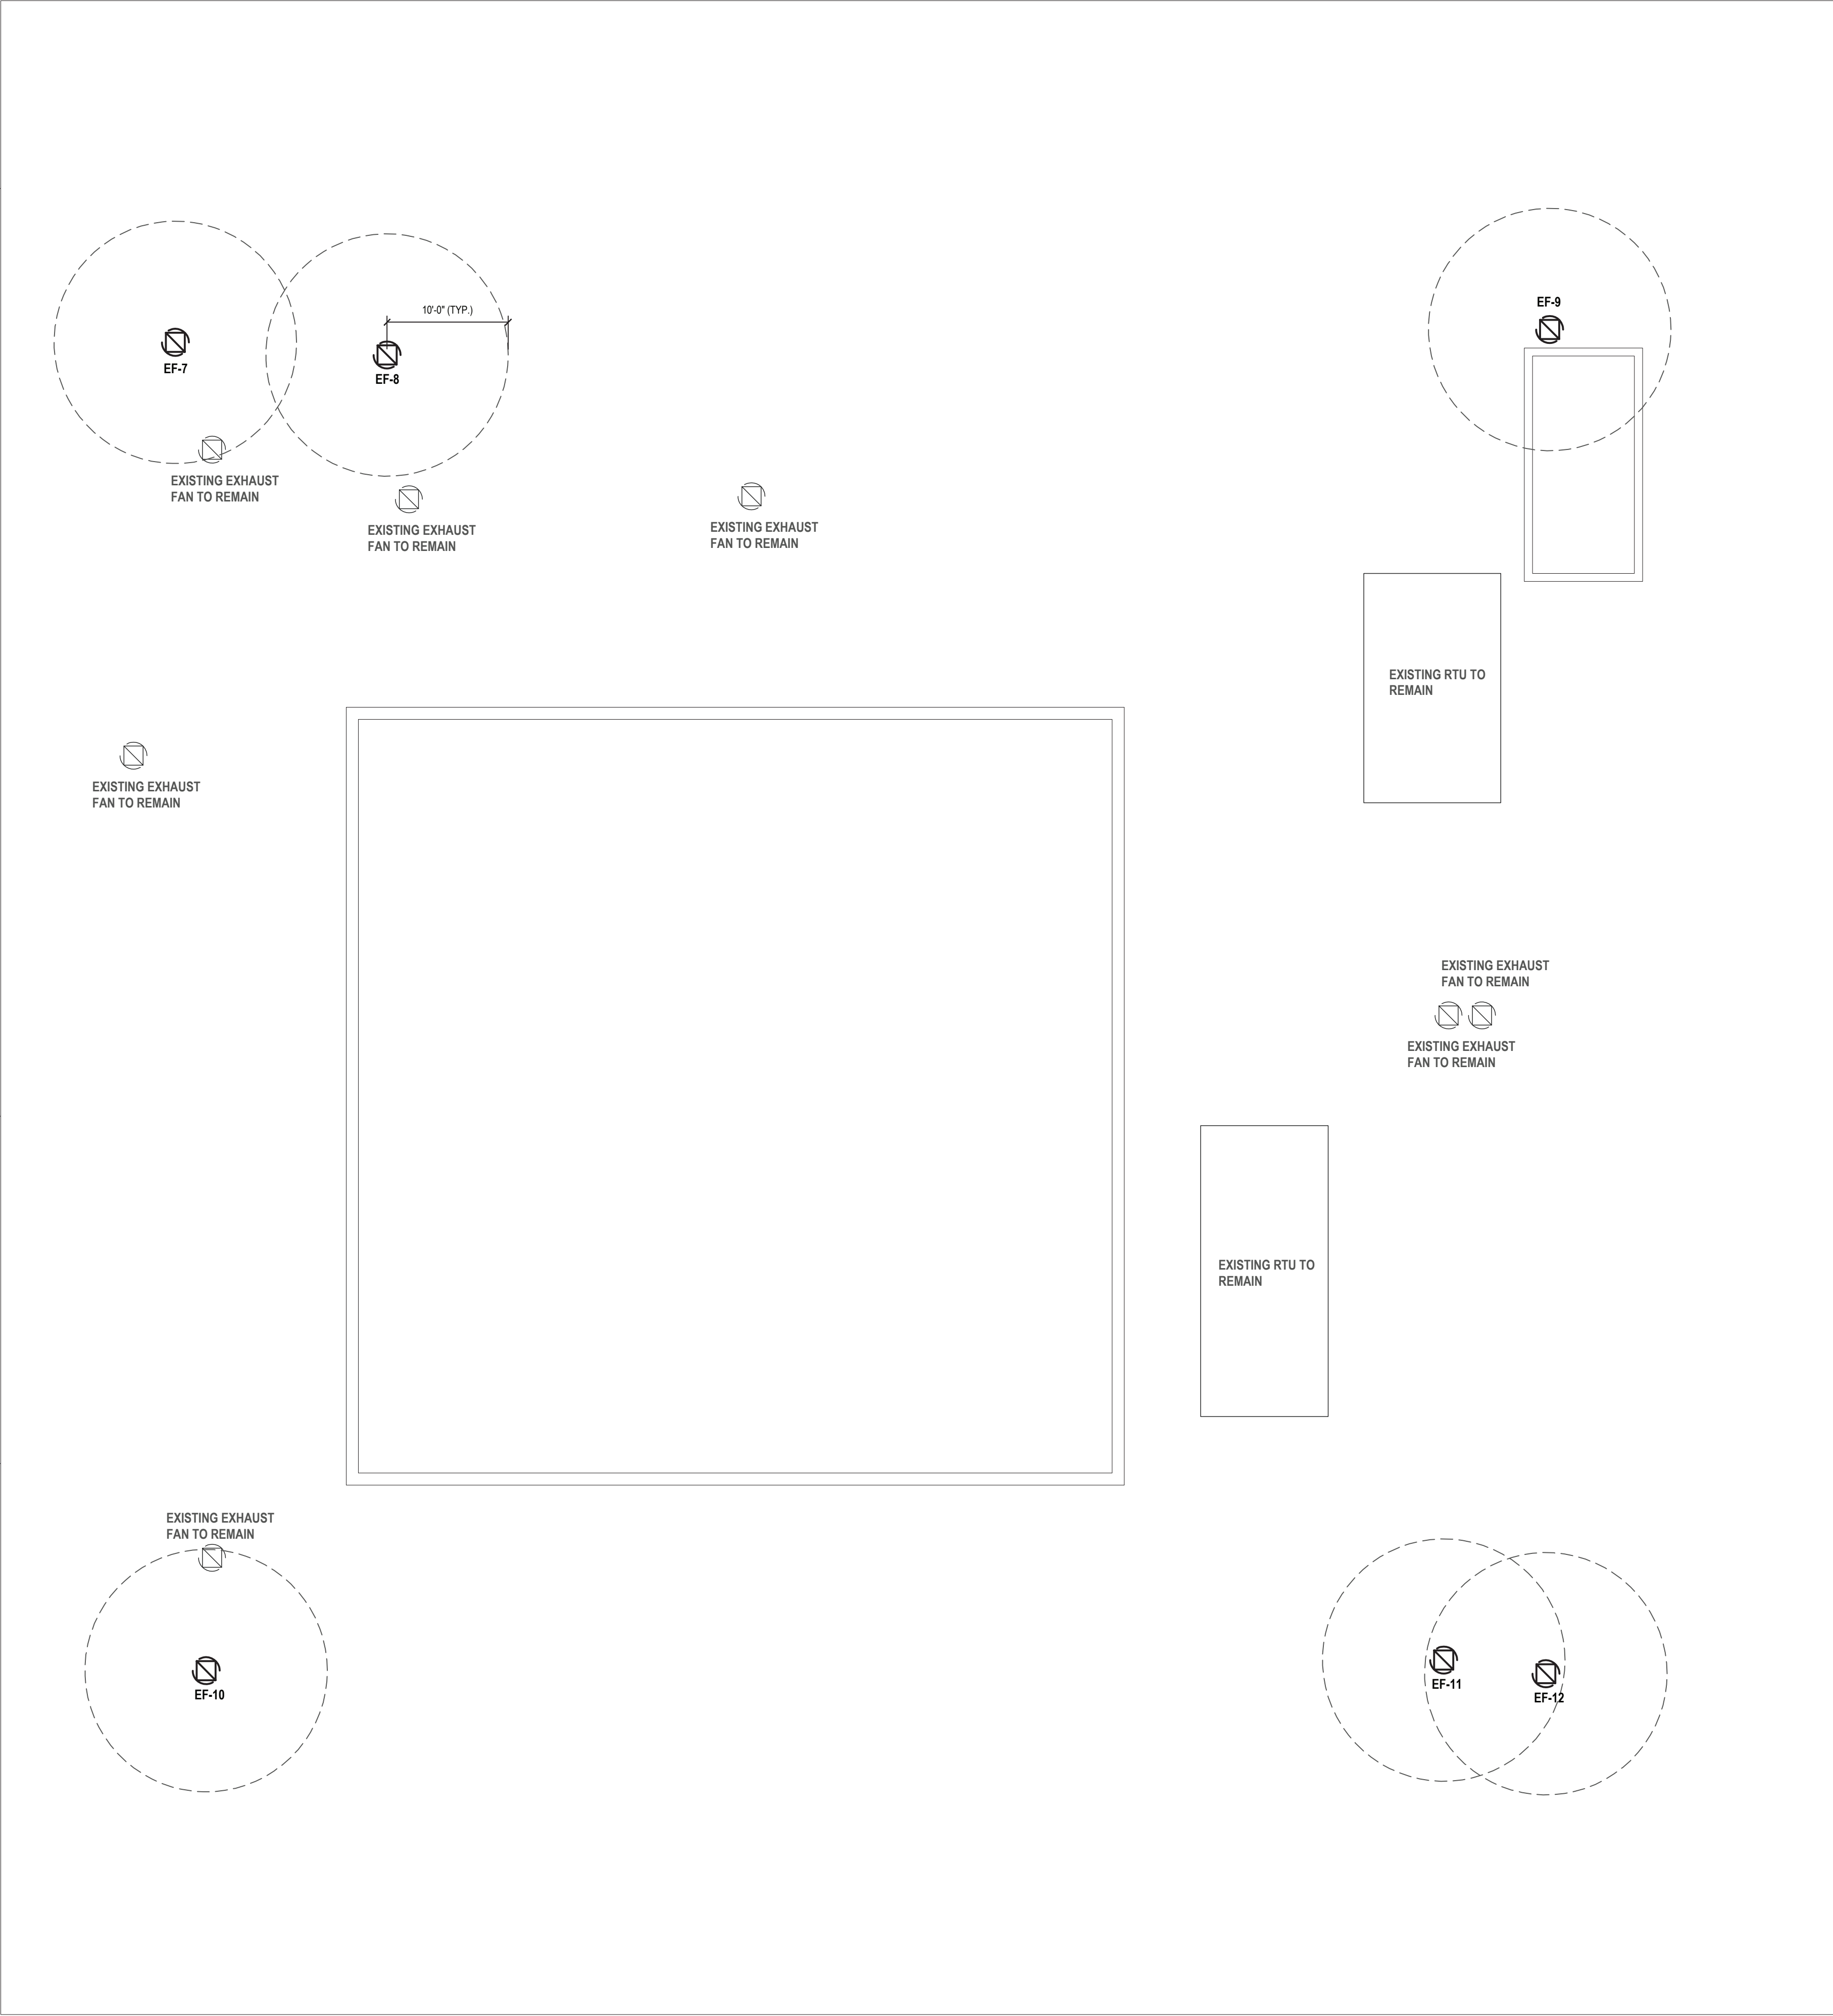 EF-9
10'-0" (TYP.)
EF-7
EF-8
EXISTING EXHAUST
FAN TO REMAIN
EXISTING EXHAUST
FAN TO REMAIN
EXISTING EXHAUST
FAN TO REMAIN
EXISTING RTU TO
REMAIN
EXISTING EXHAUST
FAN TO REMAIN
EXISTING EXHAUST
FAN TO REMAIN
EXISTING EXHAUST
FAN TO REMAIN
EXISTING RTU TO
REMAIN
EXISTING EXHAUST
FAN TO REMAIN
EF-10
EF-11
EF-12